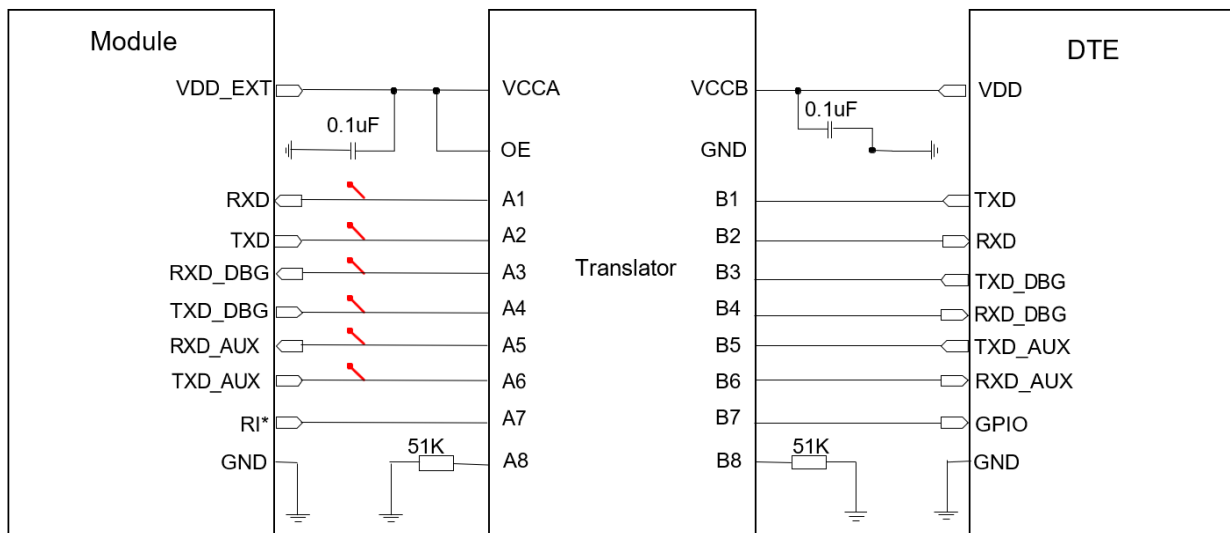 Module
DTE
VDD_EXT
VCCA
VCCB
VDD
0.1uF
0.1uF
OE
GND
RXD
A1
B1
TXD
TXD
A2
B2
RXD
RXD_DBG
A3
Translator
B3
TXD_DBG
TXD_DBG
A4
B4
RXD_DBG
RXD_AUX
A5
B5
TXD_AUX
TXD_AUX
A6
B6
RXD_AUX
RI*
A7
B7
GPIO
51K
51K
GND
A8
B8
GND